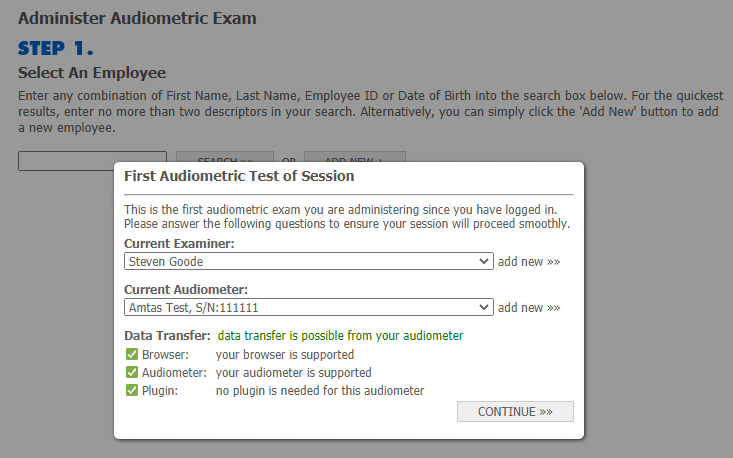 Administer Audiometric Exam
STEP 1.
Select An Employee
Enter any combination of First Name, Last Name, Employee ID or Date of Birth into the search box below. For the quickest
results, enter no more than two descriptors in your search. Alternatively, you can simply click the 'Add New' button to add
a new employee.
SEARCH »» OR ADD NEW +
First Audiometric Test of Session
This is the first audiometric exam you are administering since you have logged in.
Please answer the following questions to ensure your session will proceed smoothly.
Current Examiner:
Steven Goode add new »»
Current Audiometer:
Amtas Test, S/N:111111 add new »»
Data Transfer: data transfer is possible from your audiometer
Browser: your browser is supported
Audiometer: your audiometer is supported
Plugin: no plugin is needed for this audiometer
CONTINUE »»